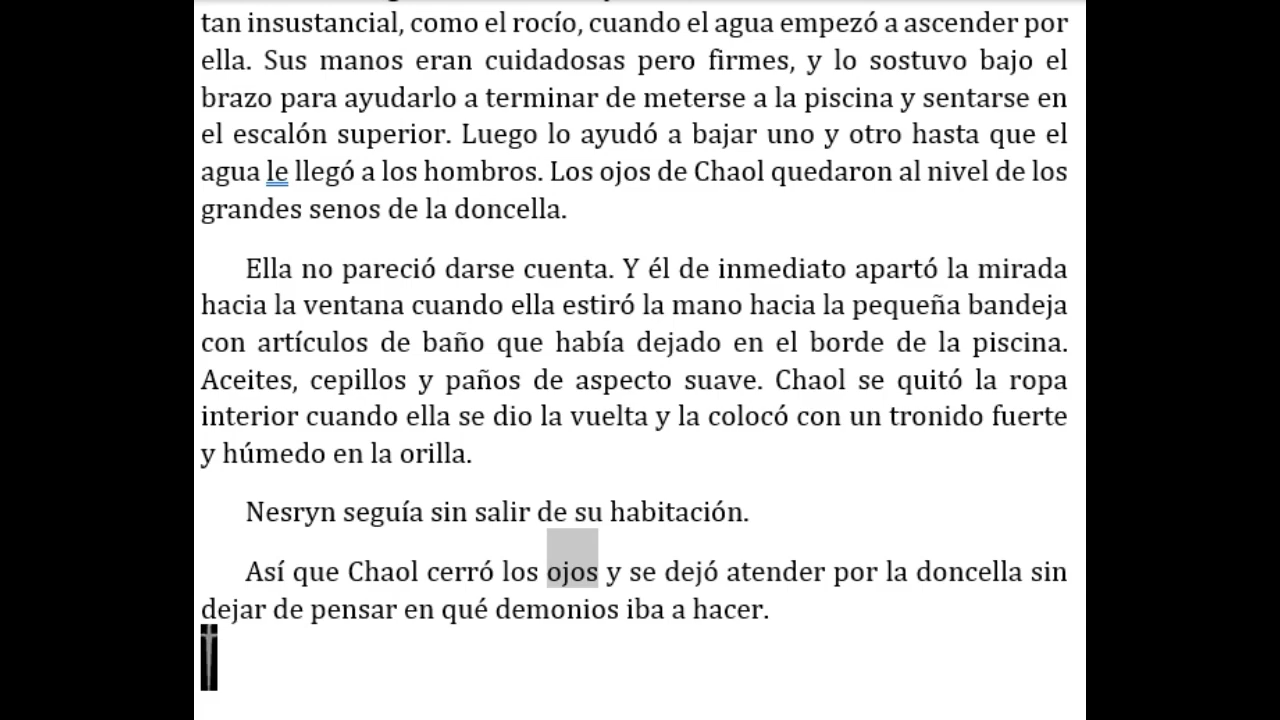 tan insustancial, como el rocío, cuando el agua empezó a ascender por
ella. Sus manos eran cuidadosas pero firmes, y lo sostuvo bajo el
brazo para ayudarlo a terminar de meterse a la piscina y sentarse en
el escalón superior. Luego lo ayudó a bajar uno y otro hasta que el
agua le llegó a los hombros. Los ojos de Chaol quedaron al nivel de los
grandes senos de la doncella.
Ella no pareció darse cuenta. Y él de inmediato apartó la mirada
hacia la ventana cuando ella estiró la mano hacia la pequeña bandeja
con artículos de baño que había dejado en el borde de la piscina.
Aceites, cepillos y paños de aspecto suave. Chaol se quitó la ropa
interior cuando ella se dio la vuelta y la colocó con un tronido fuerte
y húmedo en la orilla.
Nesryn seguía sin salir de su habitación.
Así que Chaol cerró los ojos y se dejó atender por la doncella sin
dejar de pensar en qué demonios iba a hacer.